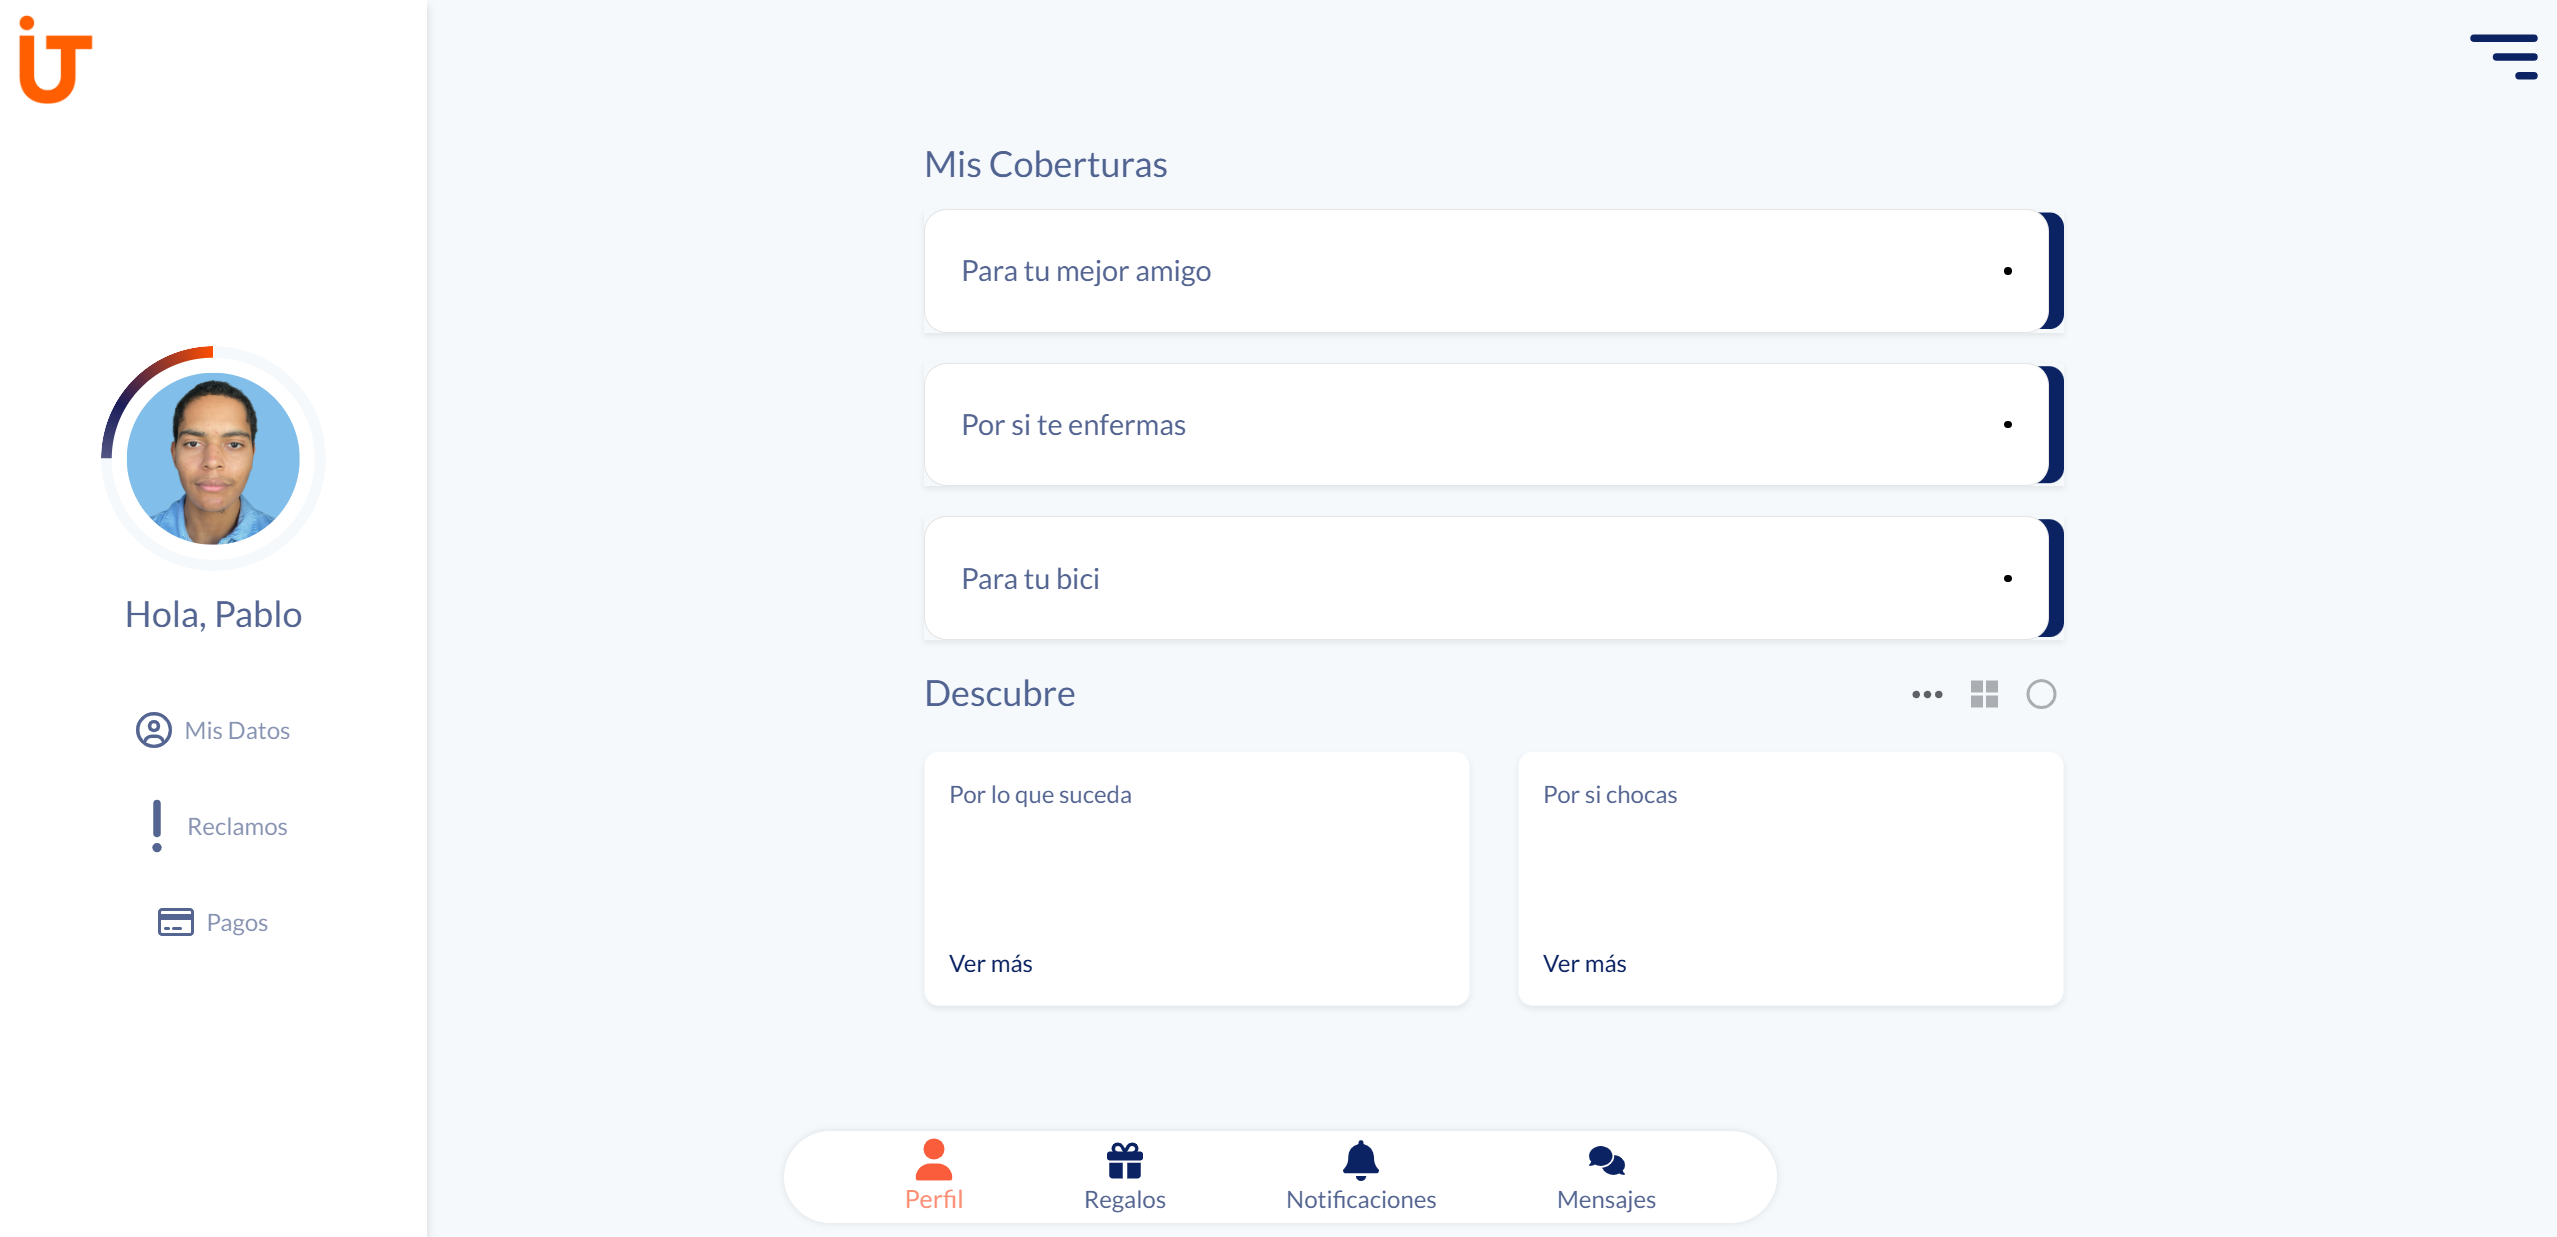 Hola, Pablo
Mis Datos
Reclamos
Pagos
Mis Coberturas
Para tu mejor amigo
Por si te enfermas
Para tu bici
Descubre
Por lo que suceda
Ver más
Por si chocas
Ver más
Perfil
Regalos
Notificaciones
Mensajes